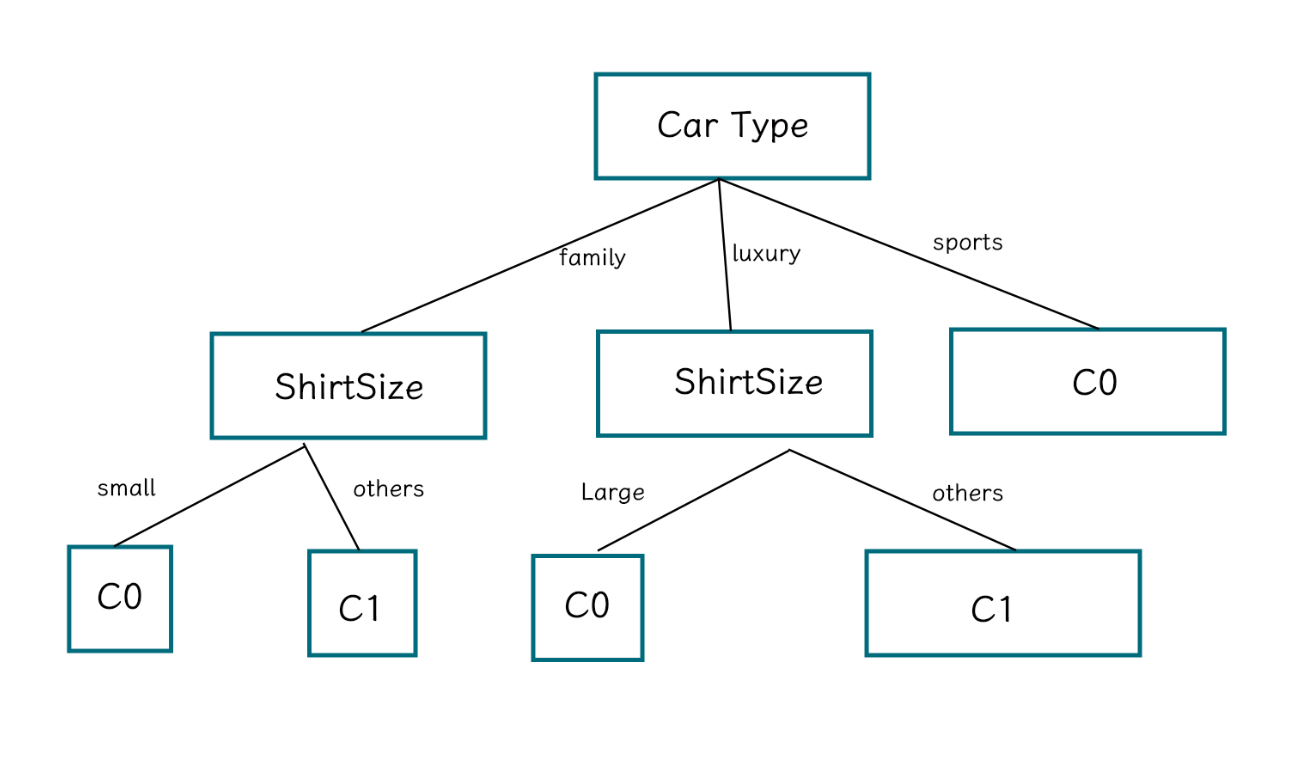 Car Type
family
luxury
sports
ShirtSize
ShirtSize
C0
small
others
Large
others
C0
C1
C0
C1